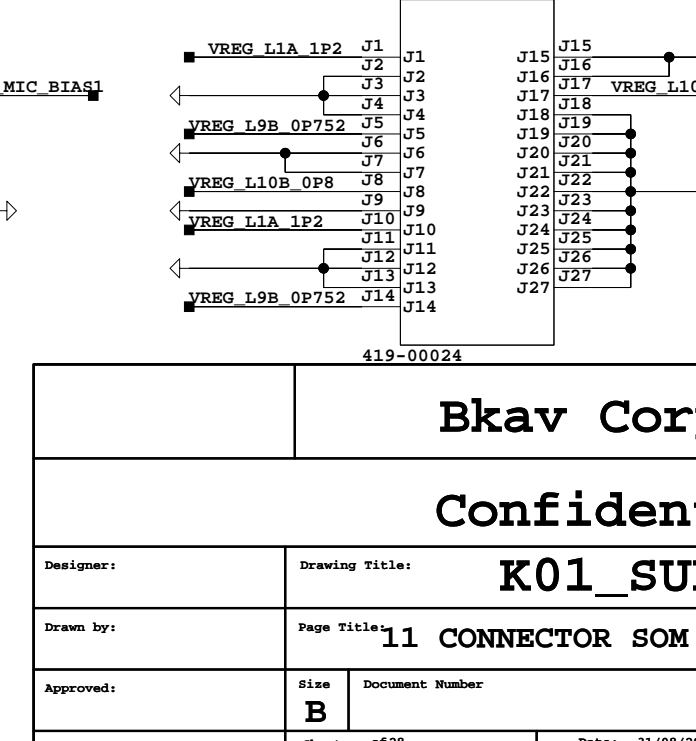 VREG_L1A_1P2 J1 J1 J15 J15
J2 J2 J16 J16
MIC_BIAS1 J3 J3 J17 J17 VREG_L10
J4 J4 J18 J18
VREG_L9B_0P752 J5 J5 J19 J19
J6 J6 J20 J20
J7 J7 J21 J21
VREG_L10B_0P8 J8 J8 J22 J22
J9 J9 J23 J23
VREG_L1A_1P2 J10 J10 J24 J24
J11 J11 J25 J25
J12 J12 J26 J26
J13 J13 J27 J27
VREG_L9B_0P752 J14 J14
419-00024
Bkav
Designer:
Drawing Title:
K01_SU
Drawn by:
Page Title:
11 CONNECTOR SOM
Approved:
Size
B
Document Number